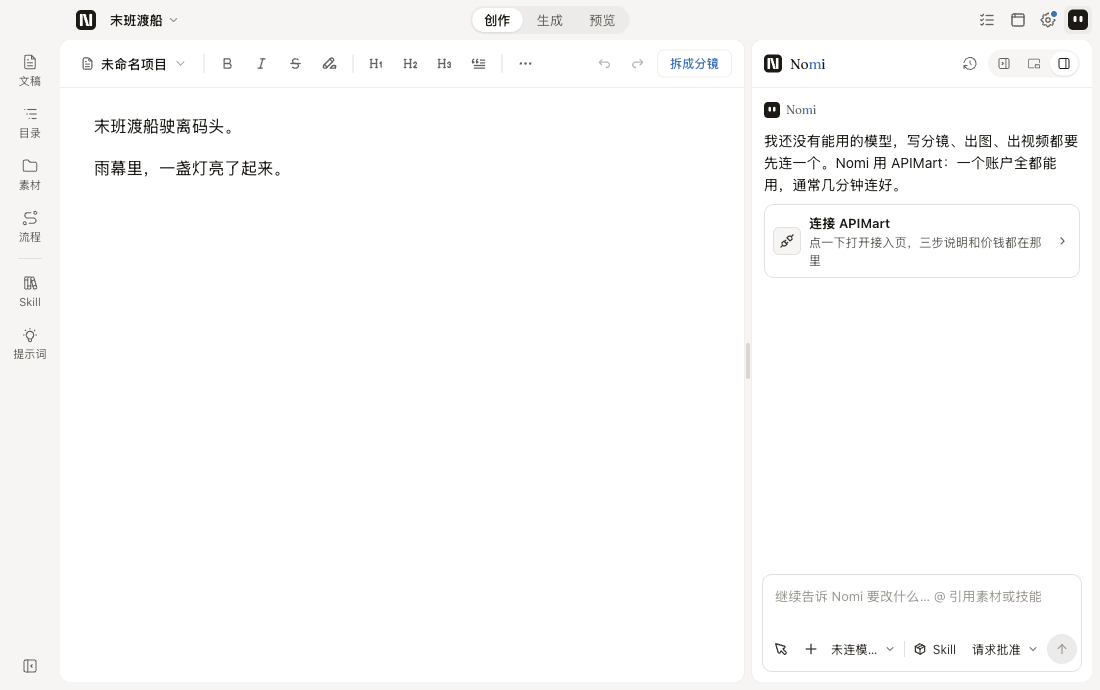 末班渡船
创作
生成
预览
文稿
目录
素材
流程
Skill
提示词
未命名项目
B
I
S
H1
H2
H3
拆成分镜
末班渡船驶离码头。
雨幕里，一盏灯亮了起来。
Nomi
Nomi
我还没有能用的模型，写分镜、出图、出视频都要
先连一个。Nomi 用 APIMart：一个账户全都能
用，通常几分钟连好。
连接 APIMart
点一下打开接入页，三步说明和价钱都在那
里
继续告诉 Nomi 要改什么... @ 引用素材或技能
未连模...
Skill
请求批准